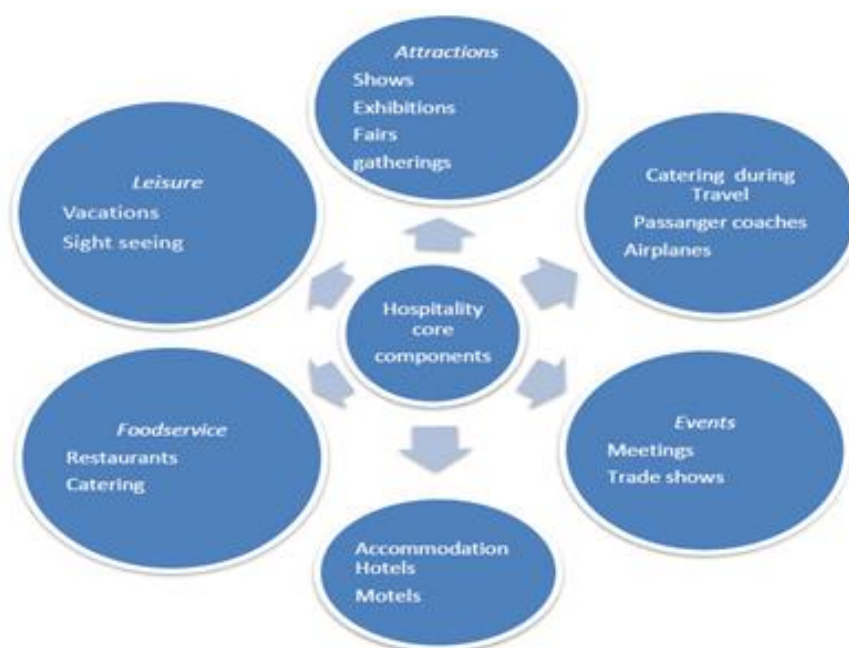 Attractions
Shows
Exhibitions
Fairs
gatherings
Leisure
Vacations
Sight seeing
Catering during
Travel
Passanger coaches
Airplanes
Hospitality
core
components
Foodservice
Restaurants
Catering
Events
Meetings
Trade shows
Accommodation
Hotels
Motels